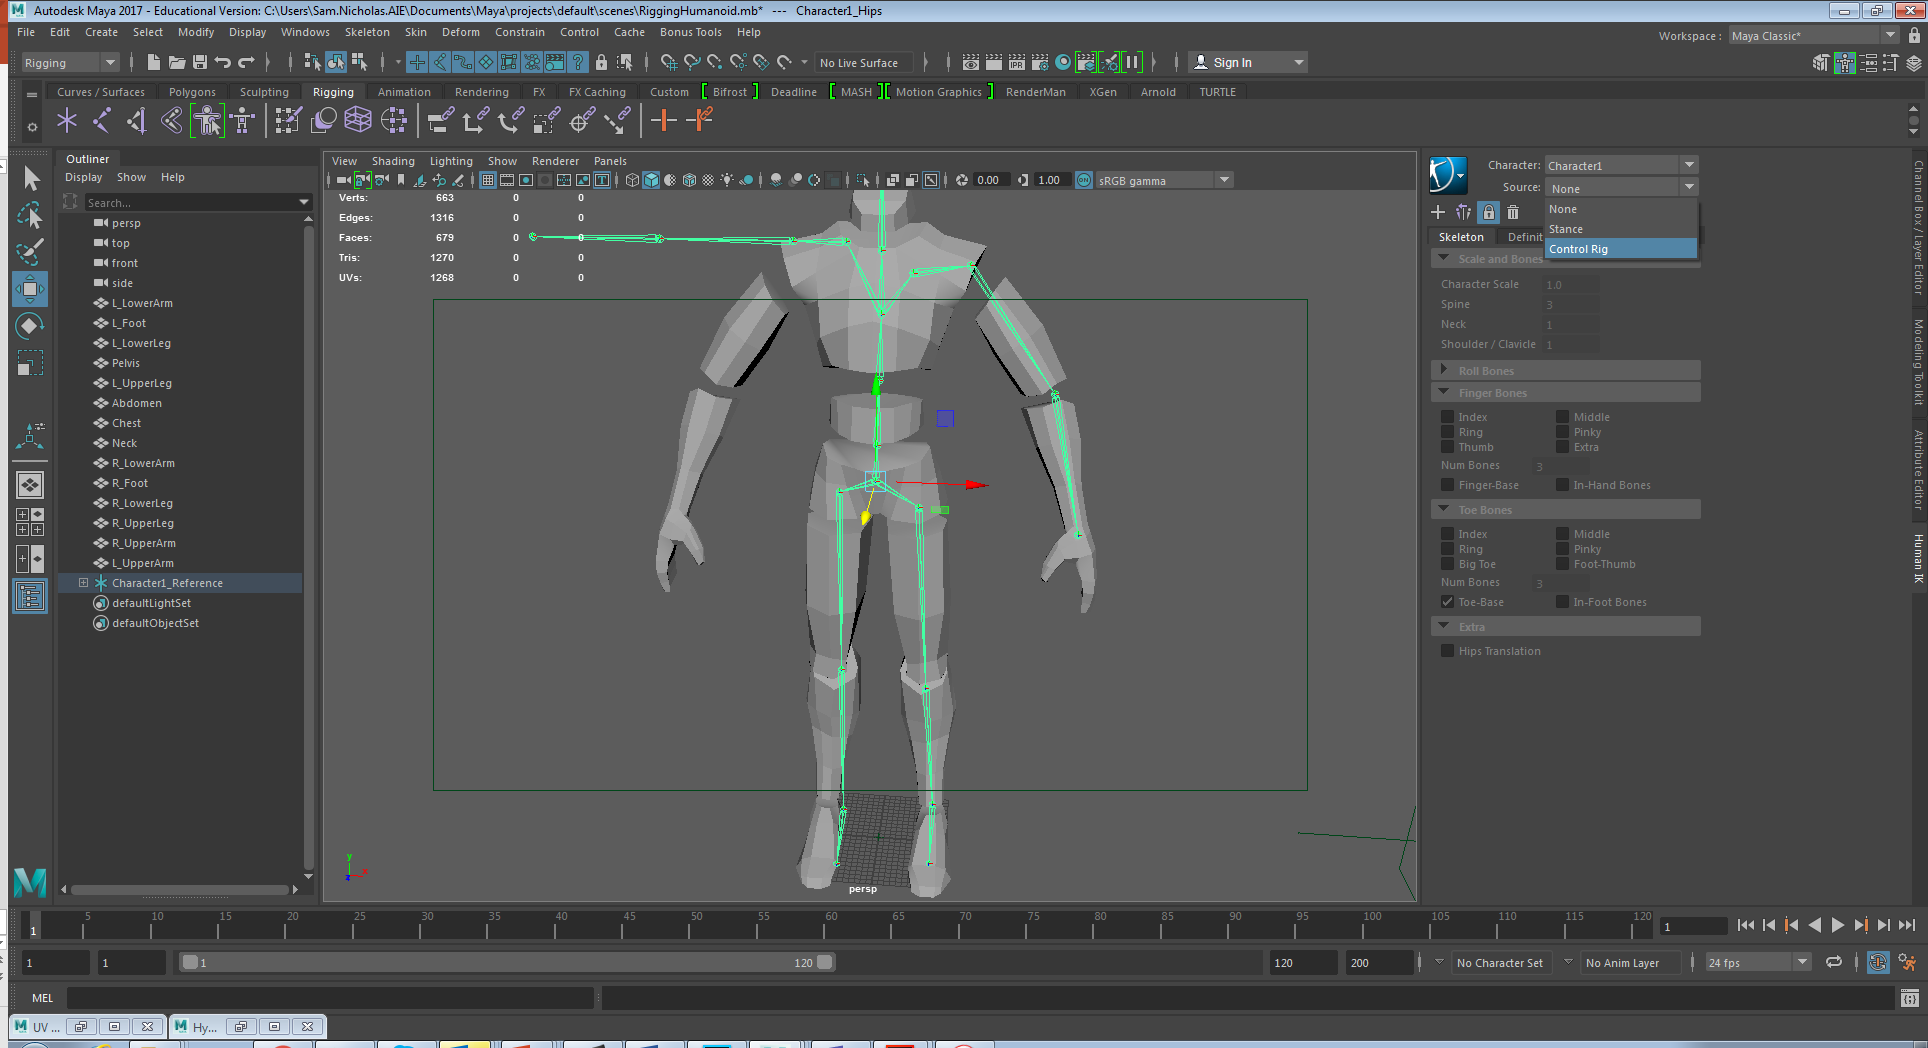 Autodesk Maya 2017 - Educational Version: C:\Users\Sam.Nicholas.AIE\Documents\Maya\projects\default\scenes\RiggingHumanoid.mb*   ---   Character1_Hips
File Edit Create Select Modify Display Windows Skeleton Skin Deform Constrain Control Cache Bonus Tools Help
Workspace : Maya Classic*
Rigging
No Live Surface
Sign In
Curves / Surfaces Polygons Sculpting Rigging Animation Rendering FX FX Caching Custom Bifrost Deadline MASH Motion Graphics RenderMan XGen Arnold TURTLE
Outliner
Display Show Help
Search...
persp
top
front
side
L_LowerArm
L_Foot
L_LowerLeg
Pelvis
L_UpperLeg
Abdomen
Chest
Neck
R_LowerArm
R_Foot
R_LowerLeg
R_UpperLeg
R_UpperArm
L_UpperArm
Character1_Reference
defaultLightSet
defaultObjectSet
View Shading Lighting Show Renderer Panels
0.00 1.00 ON sRGB gamma
Verts: 663 0 0
Edges: 1316 0 0
Faces: 679 0 0
Tris: 1270 0 0
UVs: 1268 0 0
y
x
z
persp
Character: Character1
Source: None
None
Stance
Control Rig
Skeleton Definit
Scale and Bones
Character Scale 1.0
Spine 3
Neck 1
Shoulder / Clavicle 1
Roll Bones
Finger Bones
Index Middle
Ring Pinky
Thumb Extra
Num Bones 3
Finger-Base In-Hand Bones
Toe Bones
Index Middle
Ring Pinky
Big Toe Foot-Thumb
Num Bones 3
Toe-Base In-Foot Bones
Extra
Hips Translation
Channel Box / Layer Editor
Modeling Toolkit
Attribute Editor
Human IK
1 5 10 15 20 25 30 35 40 45 50 55 60 65 70 75 80 85 90 95 100 105 110 115 120
1
1 1 1 120 120 200 No Character Set No Anim Layer 24 fps
MEL
UV ... Hy...